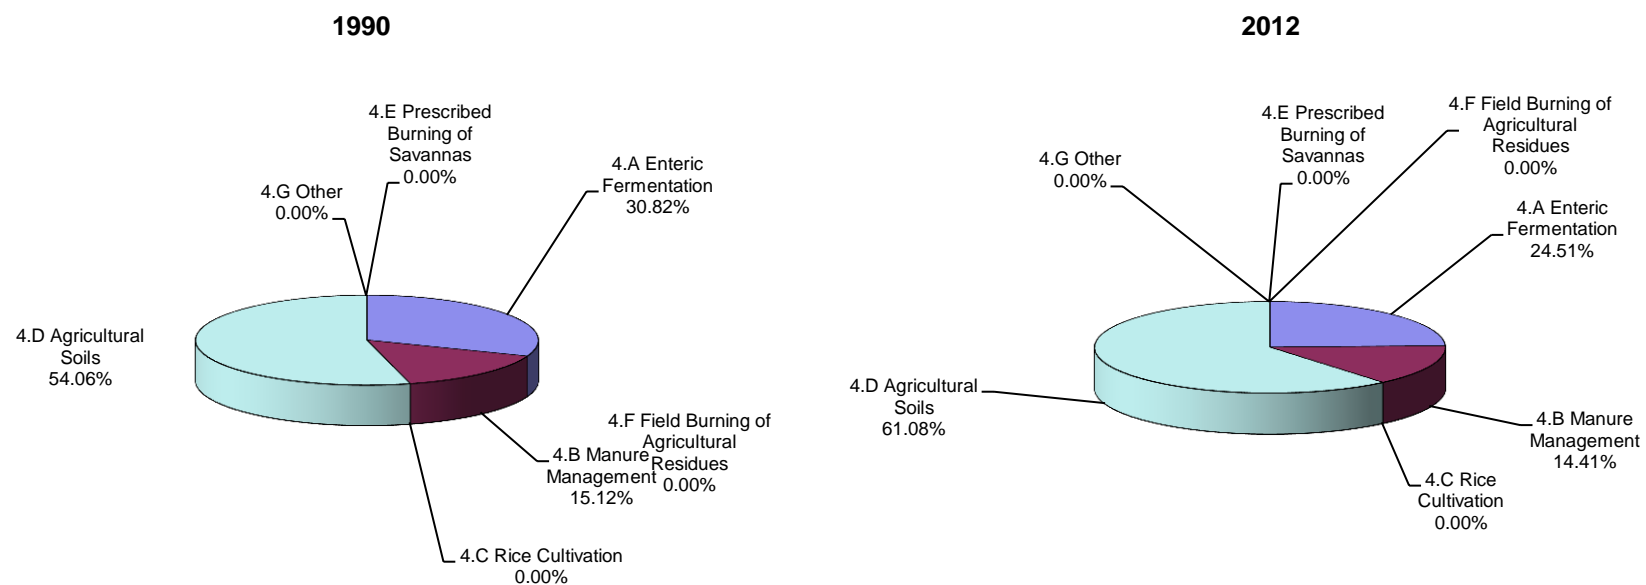 1990
4.E Prescribed
Burning of
Savannas
0.00%
4.G Other
0.00%
4.A Enteric
Fermentation
30.82%
4.D Agricultural
Soils
54.06%
4.F Field Burning of
Agricultural
Residues
0.00%
4.B Manure
Management
15.12%
4.C Rice Cultivation
0.00%
2012
4.E Prescribed
Burning of
Savannas
0.00%
4.F Field Burning of
Agricultural
Residues
0.00%
4.G Other
0.00%
4.A Enteric
Fermentation
24.51%
4.D Agricultural
Soils
61.08%
4.B Manure
Management
14.41%
4.C Rice
Cultivation
0.00%